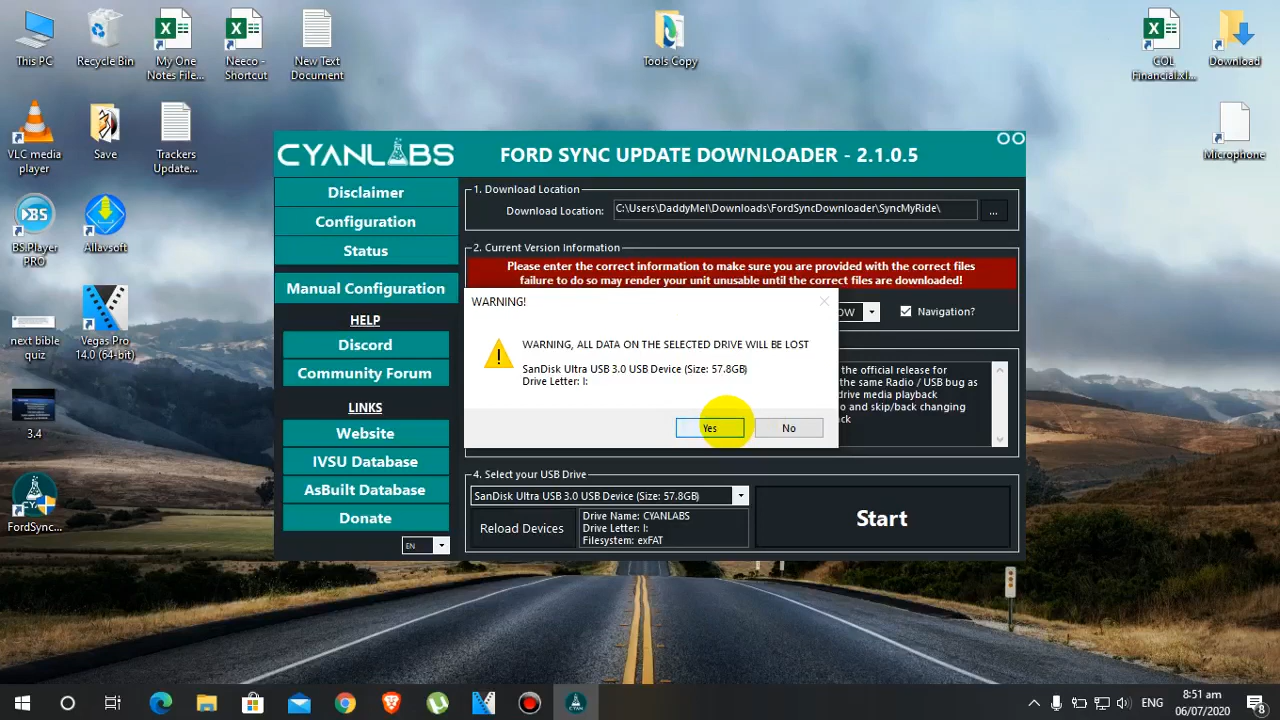 This PC
Recycle Bin
My One
Notes File...
Neeco -
Shortcut
New Text
Document
Tools Copy
COL
Financial.xl...
Download
VLC media
player
Save
Trackers
Update...
Microphone
BS.Player
PRO
Allavsoft
next bible
quiz
Vegas Pro
14.0 (64-bit)
3.4
FordSync...
CYANLABS
FORD SYNC UPDATE DOWNLOADER - 2.1.0.5
Disclaimer
Configuration
Status
Manual Configuration
HELP
Discord
Community Forum
LINKS
Website
IVSU Database
AsBuilt Database
Donate
EN
1. Download Location
Download Location:
C:\Users\DaddyMel\Downloads\FordSyncDownloader\SyncMyRide\
...
2. Current Version Information
Please enter the correct information to make sure you are provided with the correct files
failure to do so may render your unit unusable until the correct files are downloaded!
OW
Navigation?
WARNING!
WARNING, ALL DATA ON THE SELECTED DRIVE WILL BE LOST
SanDisk Ultra USB 3.0 USB Device (Size: 57.8GB)
Drive Letter: I:
Yes
No
the official release for
the same Radio / USB bug as
drive media playback
o and skip/back changing
ck
4. Select your USB Drive
SanDisk Ultra USB 3.0 USB Device (Size: 57.8GB)
Reload Devices
Drive Name: CYANLABS
Drive Letter: I:
Filesystem: exFAT
Start
ENG
8:51 am
06/07/2020
8